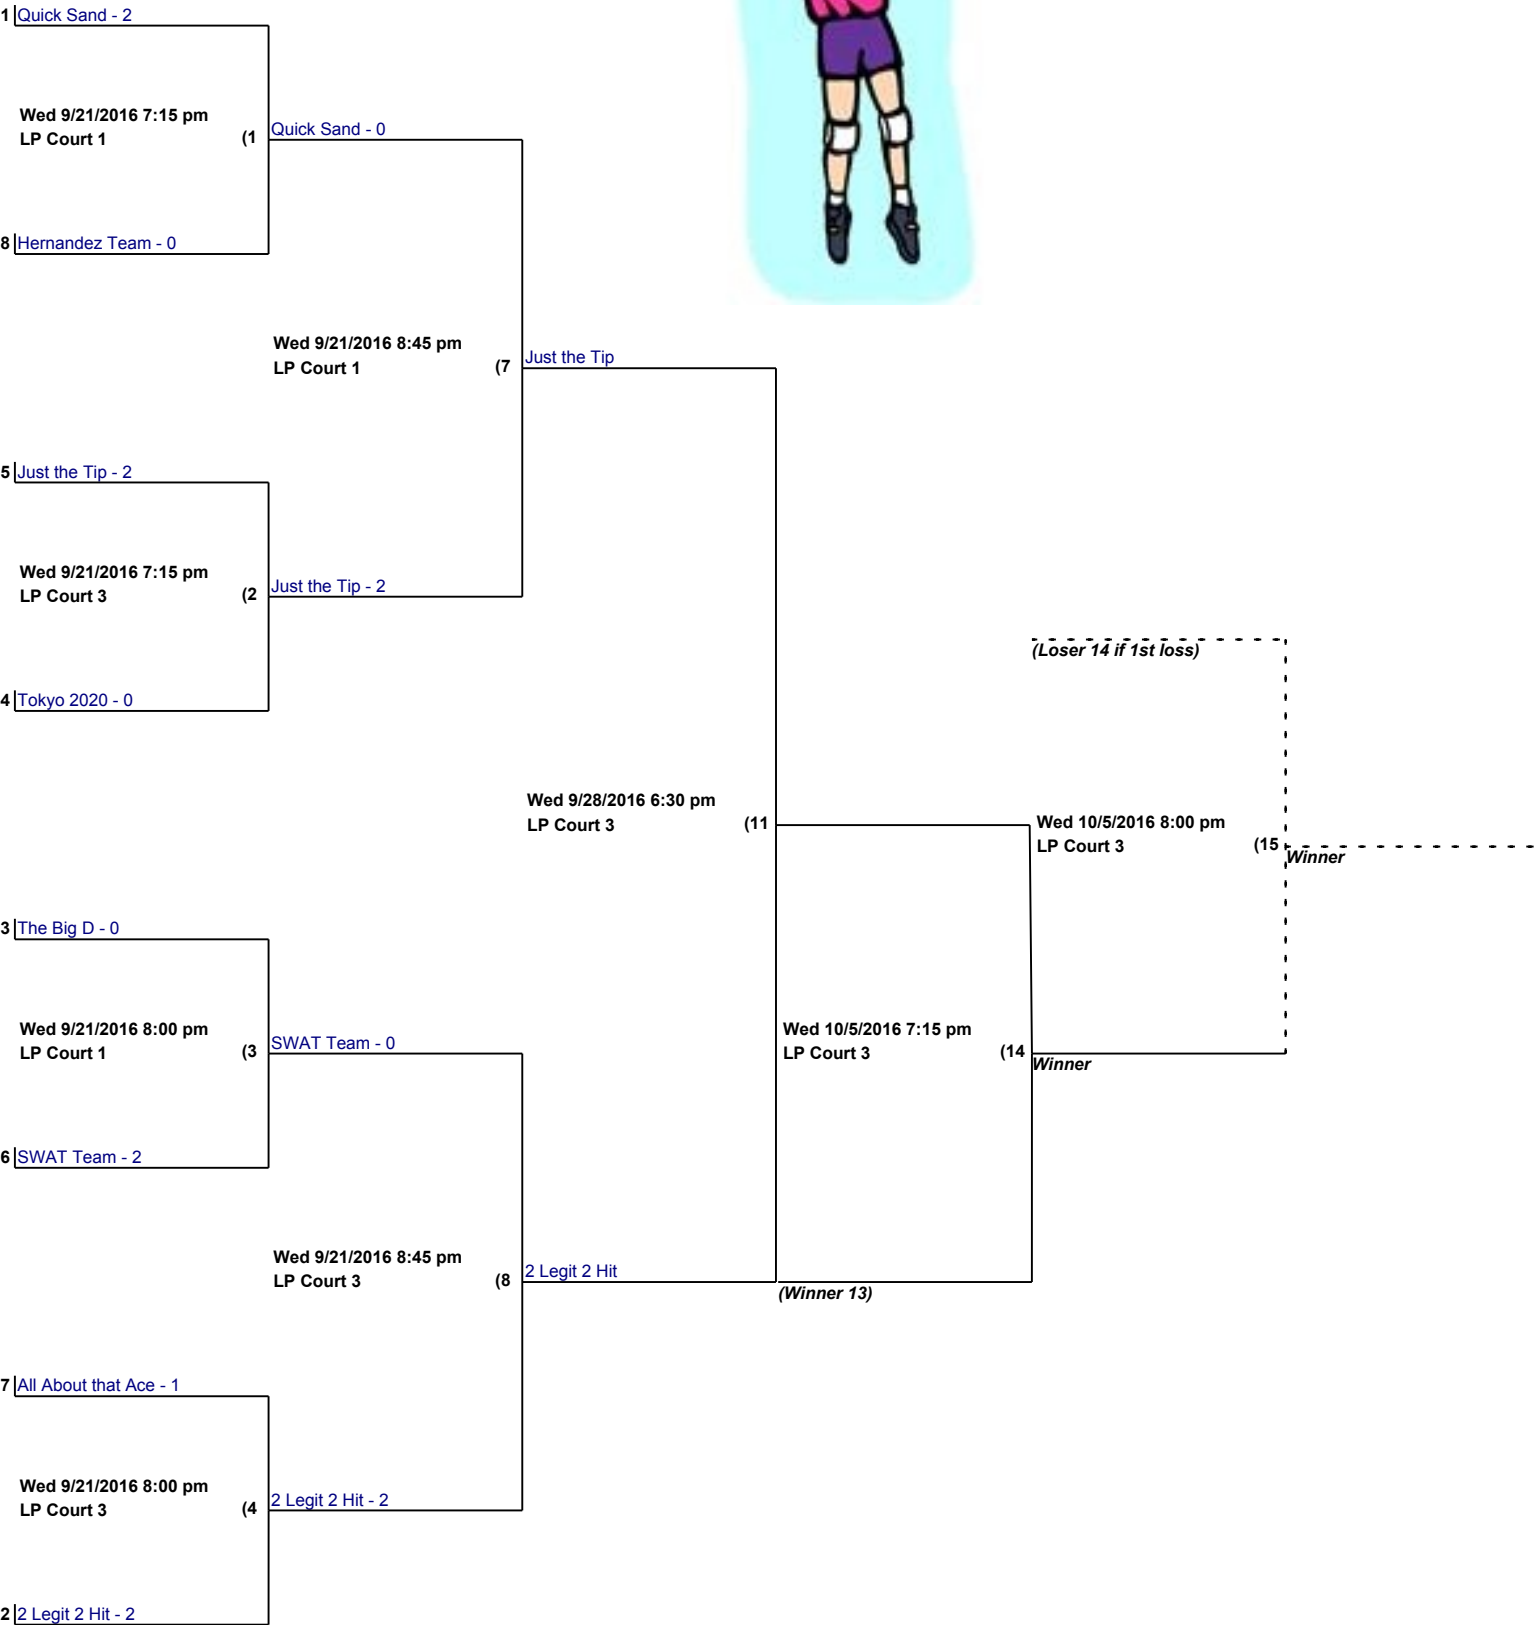 1 Quick Sand - 2
Wed 9/21/2016 7:15 pm
LP Court 1 (1
Quick Sand - 0
8 Hernandez Team - 0
Wed 9/21/2016 8:45 pm
LP Court 1 (7
Just the Tip
5 Just the Tip - 2
Wed 9/21/2016 7:15 pm
LP Court 3 (2
Just the Tip - 2
(Loser 14 if 1st loss)
4 Tokyo 2020 - 0
Wed 9/28/2016 6:30 pm
LP Court 3 (11
Wed 10/5/2016 8:00 pm
LP Court 3 (15
Winner
3 The Big D - 0
Wed 9/21/2016 8:00 pm
LP Court 1 (3
SWAT Team - 0
Wed 10/5/2016 7:15 pm
LP Court 3 (14
Winner
6 SWAT Team - 2
Wed 9/21/2016 8:45 pm
LP Court 3 (8
2 Legit 2 Hit
(Winner 13)
7 All About that Ace - 1
Wed 9/21/2016 8:00 pm
LP Court 3 (4
2 Legit 2 Hit - 2
2 2 Legit 2 Hit - 2